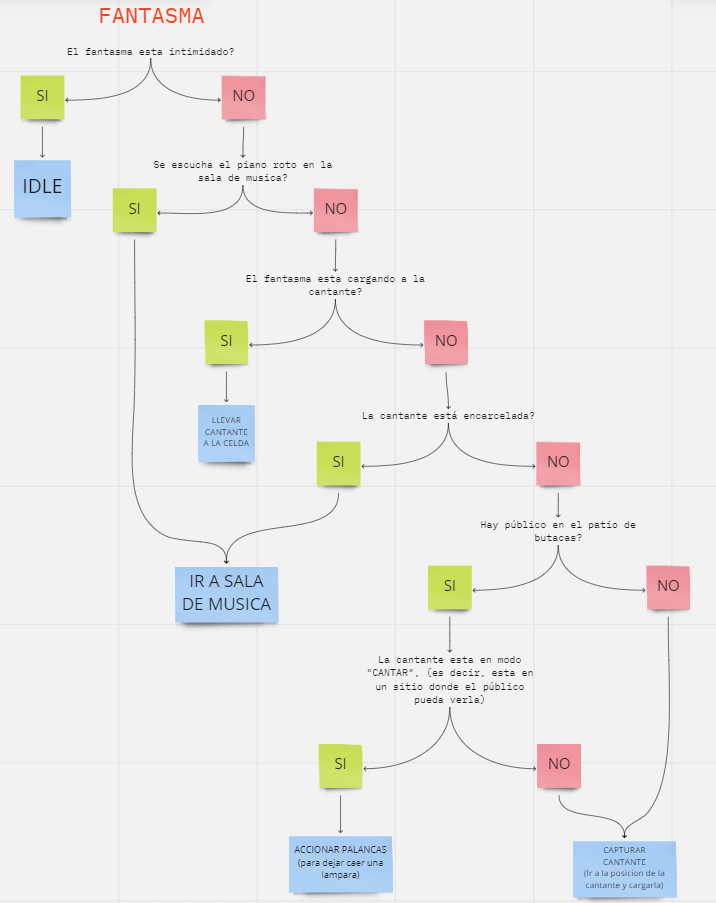 FANTASMA
El fantasma esta intimidado?
SI
NO
IDLE
Se escucha el piano roto en la
sala de musica?
SI
NO
El fantasma esta cargando a la
cantante?
SI
NO
LLEVAR
CANTANTE
A LA CELDA
La cantante está encarcelada?
SI
NO
Hay público en el patio de
butacas?
IR A SALA
DE MUSICA
SI
NO
La cantante esta en modo
"CANTAR", (es decir, esta en
un sitio donde el público
pueda verla)
SI
NO
ACCIONAR PALANCAS
(para dejar caer una
lampara)
CAPTURAR
CANTANTE
(Ir a la posicion de la
cantante y cargarla)